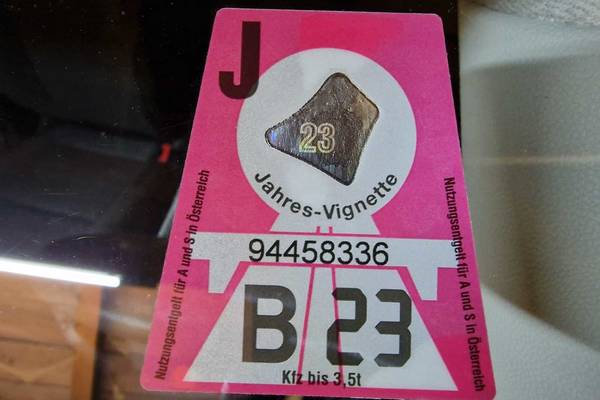 J
23
Jahres-Vignette
Nutzungsentgelt für A und S in Österreich
Nutzungsentgelt für A und S in Österreich
94458336
B 23
Kfz bis 3,5t